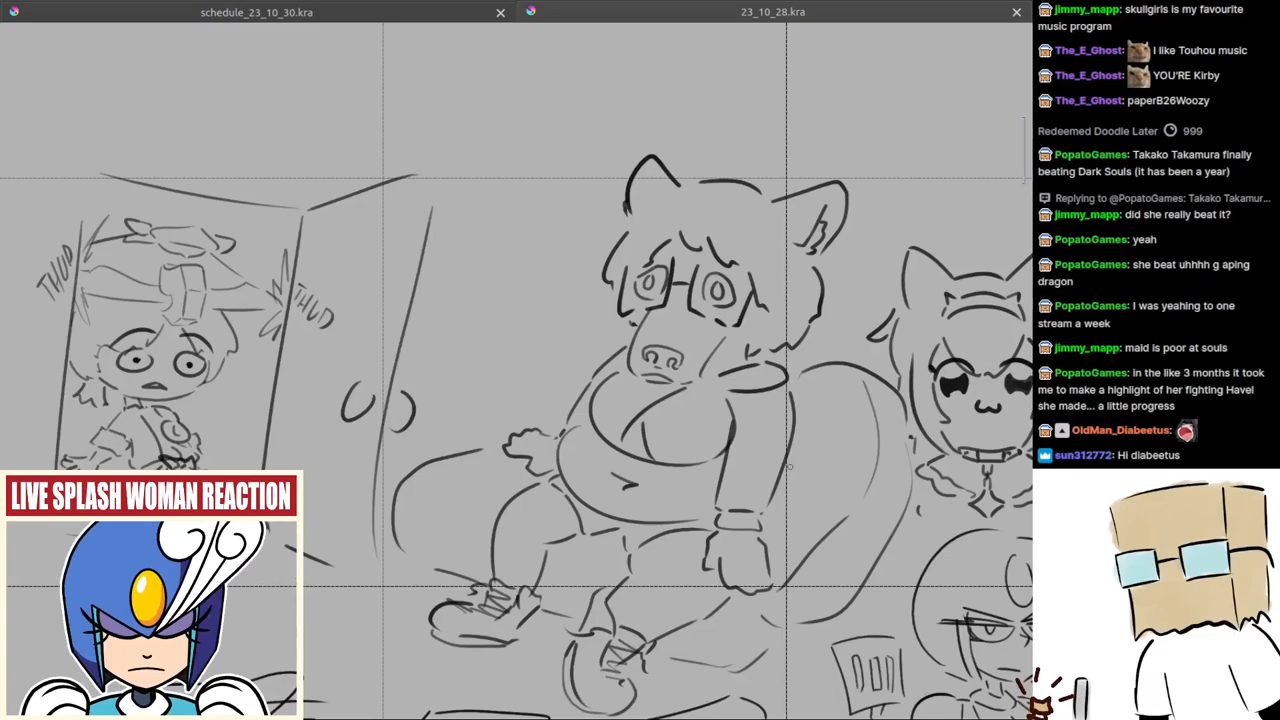 schedule_23_10_30.kra
23_10_28.kra
THUD
THUD
LIVE SPLASH WOMAN REACTION
jimmy_mapp: skullgirls is my favourite
music program
The_E_Ghost: I like Touhou music
The_E_Ghost: YOU'RE Kirby
The_E_Ghost: paperB26Woozy
Redeemed Doodle Later 999
PopatoGames: Takako Takamura finally
beating Dark Souls (it has been a year)
Replying to @PopatoGames: Takako Takamur...
jimmy_mapp: did she really beat it?
PopatoGames: yeah
PopatoGames: she beat uhhhh g aping
dragon
PopatoGames: I was yeahing to one
stream a week
jimmy_mapp: maid is poor at souls
PopatoGames: in the like 3 months it took
me to make a highlight of her fighting Havel
she made... a little progress
OldMan_Diabeetus:
sun312772: Hi diabeetus